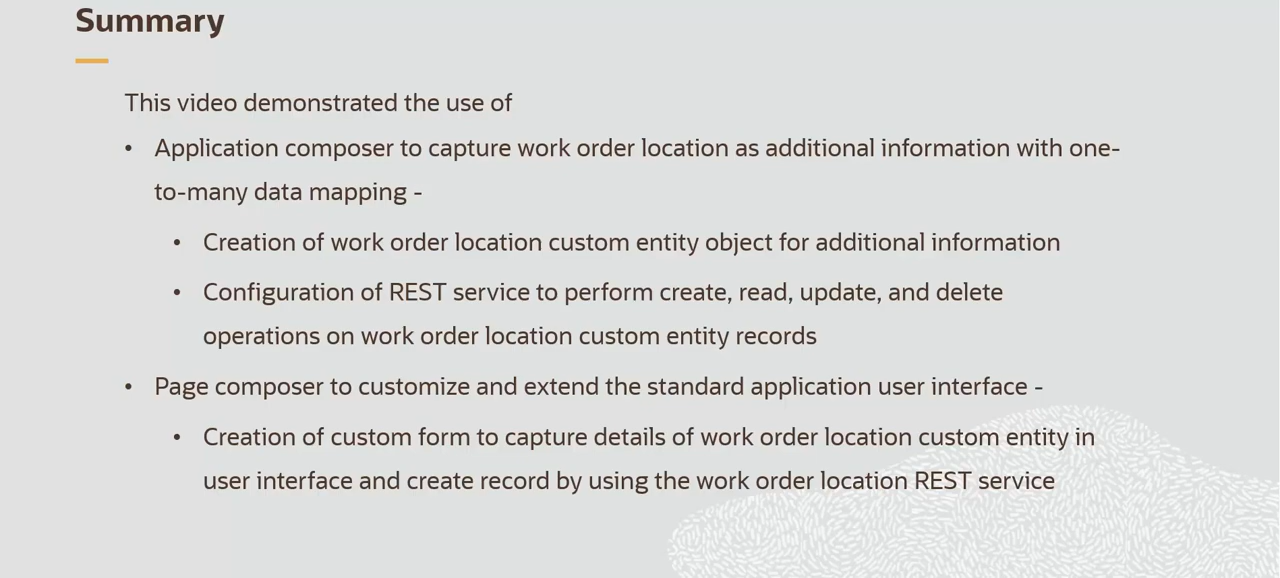 Summary
This video demonstrated the use of
• Application composer to capture work order location as additional information with one-
to-many data mapping -
• Creation of work order location custom entity object for additional information
• Configuration of REST service to perform create, read, update, and delete
operations on work order location custom entity records
• Page composer to customize and extend the standard application user interface -
• Creation of custom form to capture details of work order location custom entity in
user interface and create record by using the work order location REST service